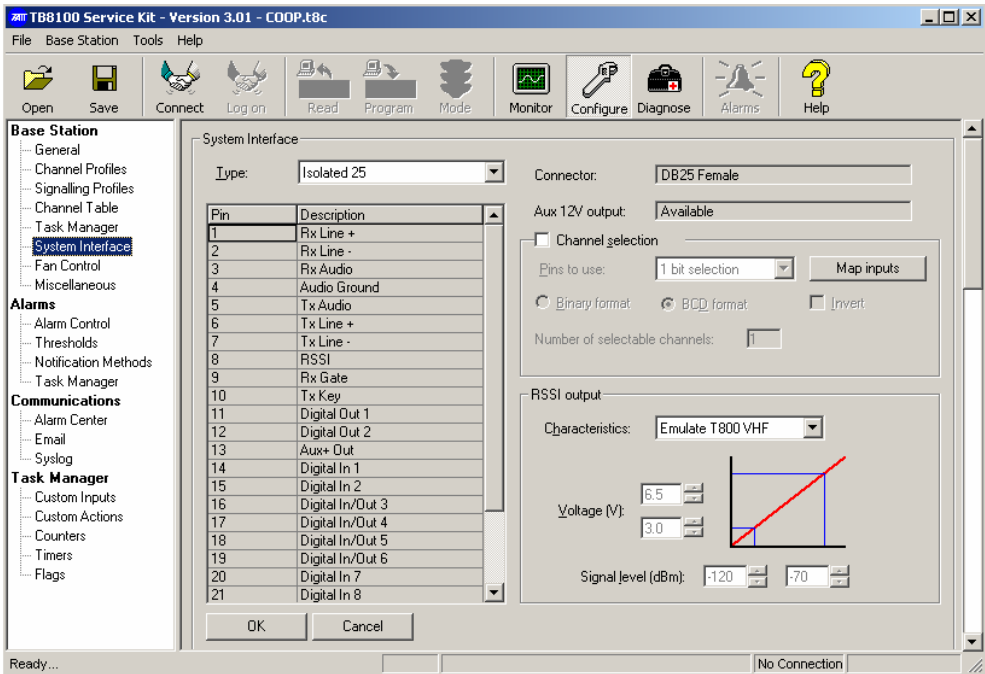 TAIT TB8100 Service Kit - Version 3.01 - COOP.t8c
File Base Station Tools Help
Open Save Connect Log on Read Program Mode Monitor Configure Diagnose Alarms Help
Base Station
General
Channel Profiles
Signalling Profiles
Channel Table
Task Manager
System Interface
Fan Control
Miscellaneous
Alarms
Alarm Control
Thresholds
Notification Methods
Task Manager
Communications
Alarm Center
Email
Syslog
Task Manager
Custom Inputs
Custom Actions
Counters
Timers
Flags
System Interface
Type: Isolated 25
Pin Description
1 Rx Line +
2 Rx Line -
3 Rx Audio
4 Audio Ground
5 Tx Audio
6 Tx Line +
7 Tx Line -
8 RSSI
9 Rx Gate
10 Tx Key
11 Digital Out 1
12 Digital Out 2
13 Aux+ Out
14 Digital In 1
15 Digital In 2
16 Digital In/Out 3
17 Digital In/Out 4
18 Digital In/Out 5
19 Digital In/Out 6
20 Digital In 7
21 Digital In 8
OK Cancel
Connector: DB25 Female
Aux 12V output: Available
Channel selection
Pins to use: 1 bit selection Map inputs
Binary format BCD format Invert
Number of selectable channels: 1
RSSI output
Characteristics: Emulate T800 VHF
Voltage (V): 6.5
3.0
Signal level (dBm): -120 -70
Ready... No Connection